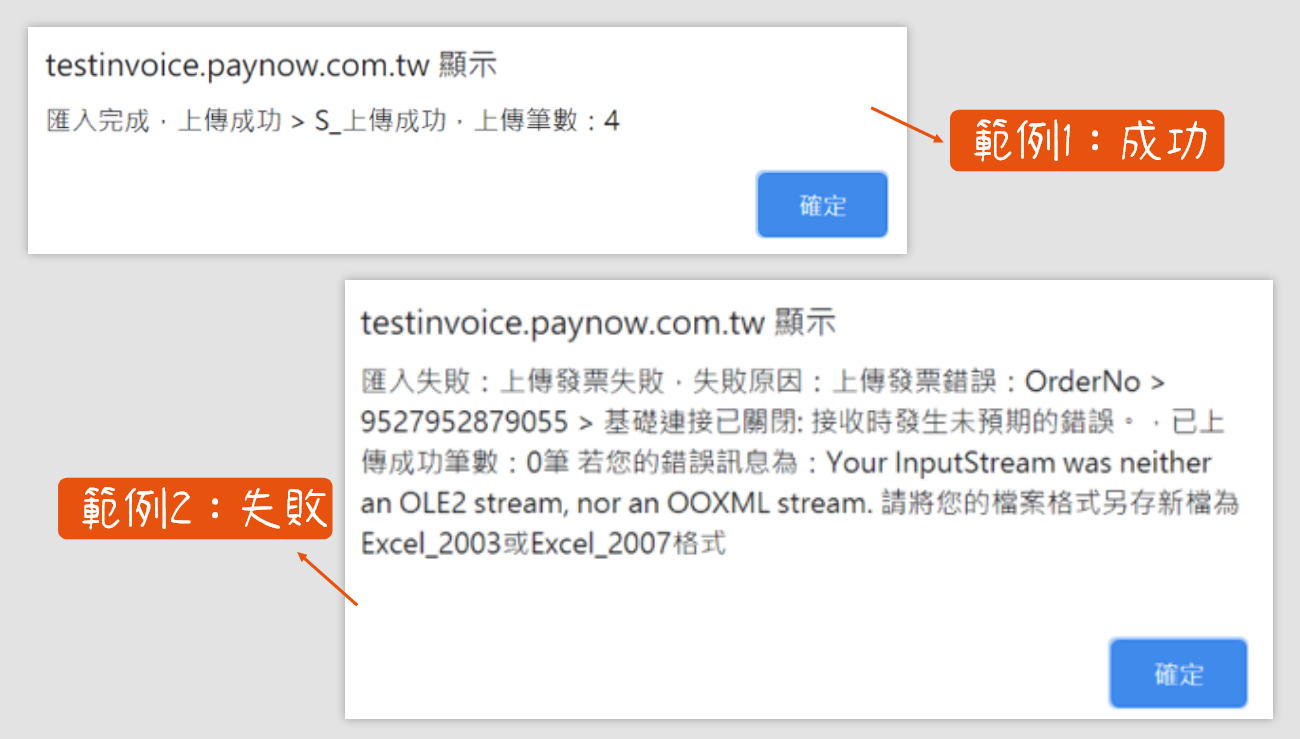 testinvoice.paynow.com.tw 顯示
匯入完成，上傳成功 > S_上傳成功，上傳筆數：4
確定
範例1：成功
testinvoice.paynow.com.tw 顯示
匯入失敗：上傳發票失敗，失敗原因：上傳發票錯誤：OrderNo >
9527952879055 > 基礎連接已關閉: 接收時發生未預期的錯誤。，已上
傳成功筆數：0筆 若您的錯誤訊息為：Your InputStream was neither
an OLE2 stream, nor an OOXML stream. 請將您的檔案格式另存新檔為
Excel_2003或Excel_2007格式
範例2：失敗
確定